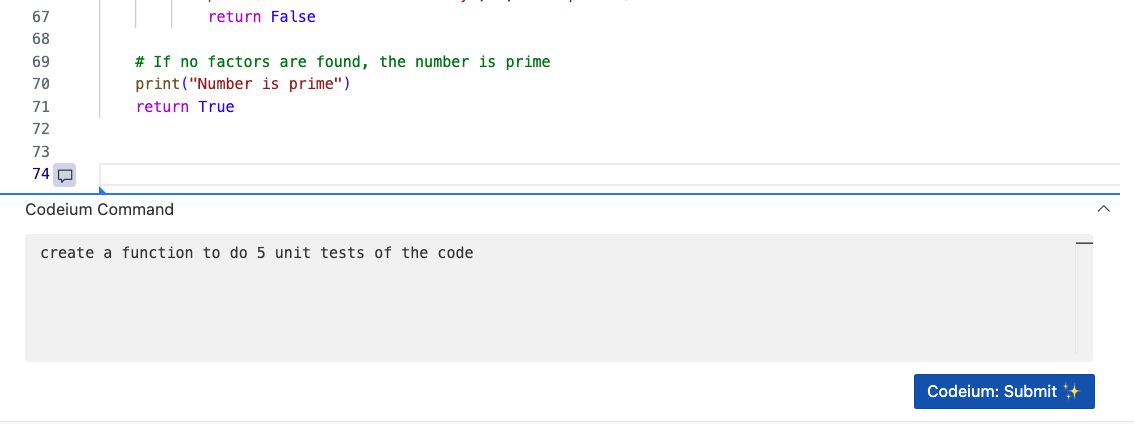 67 return False
68
69 # If no factors are found, the number is prime
70 print("Number is prime")
71 return True
72
73
74
Codeium Command
create a function to do 5 unit tests of the code
Codeium: Submit ✨